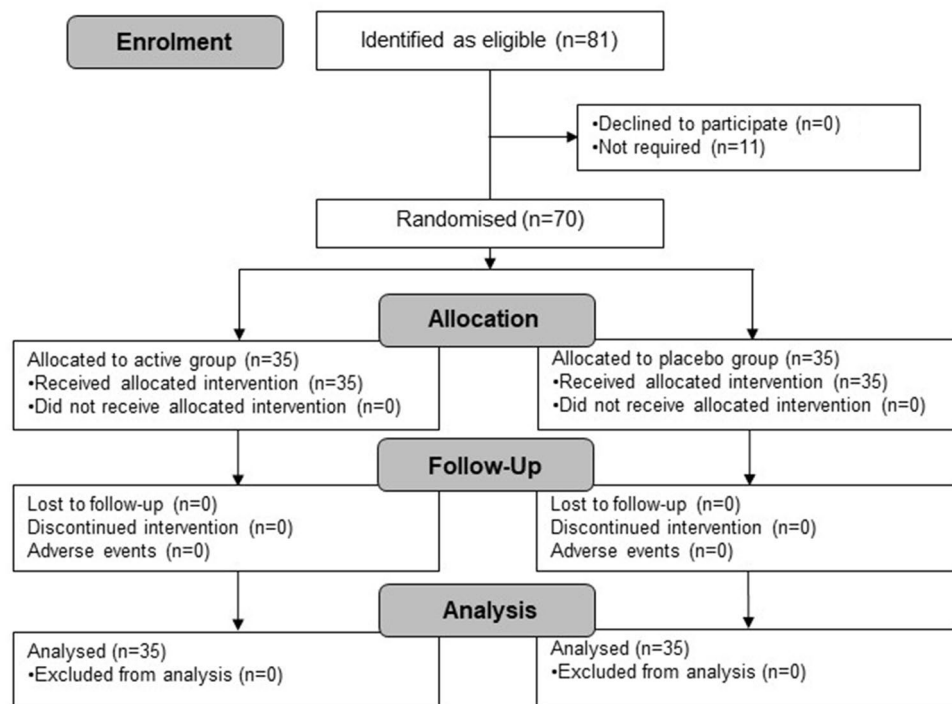 Enrolment
Identified as eligible (n=81)
•Declined to participate (n=0)
•Not required (n=11)
Randomised (n=70)
Allocation
Allocated to active group (n=35)
•Received allocated intervention (n=35)
•Did not receive allocated intervention (n=0)
Allocated to placebo group (n=35)
•Received allocated intervention (n=35)
•Did not receive allocated intervention (n=0)
Follow-Up
Lost to follow-up (n=0)
Discontinued intervention (n=0)
Adverse events (n=0)
Lost to follow-up (n=0)
Discontinued intervention (n=0)
Adverse events (n=0)
Analysis
Analysed (n=35)
•Excluded from analysis (n=0)
Analysed (n=35)
•Excluded from analysis (n=0)